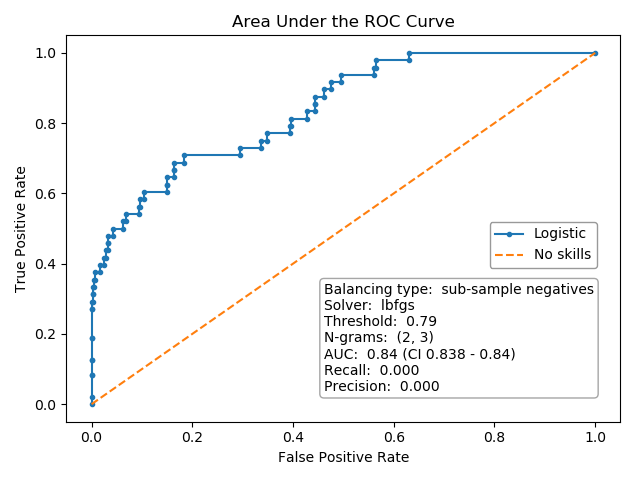 Area Under the ROC Curve
True Positive Rate
1.0
0.8
0.6
0.4
0.2
0.0
Logistic
No skills
Balancing type:  sub-sample negatives
Solver:  lbfgs
Threshold:  0.79
N-grams:  (2, 3)
AUC:  0.84 (CI 0.838 - 0.84)
Recall:  0.000
Precision:  0.000
0.0 0.2 0.4 0.6 0.8 1.0
False Positive Rate